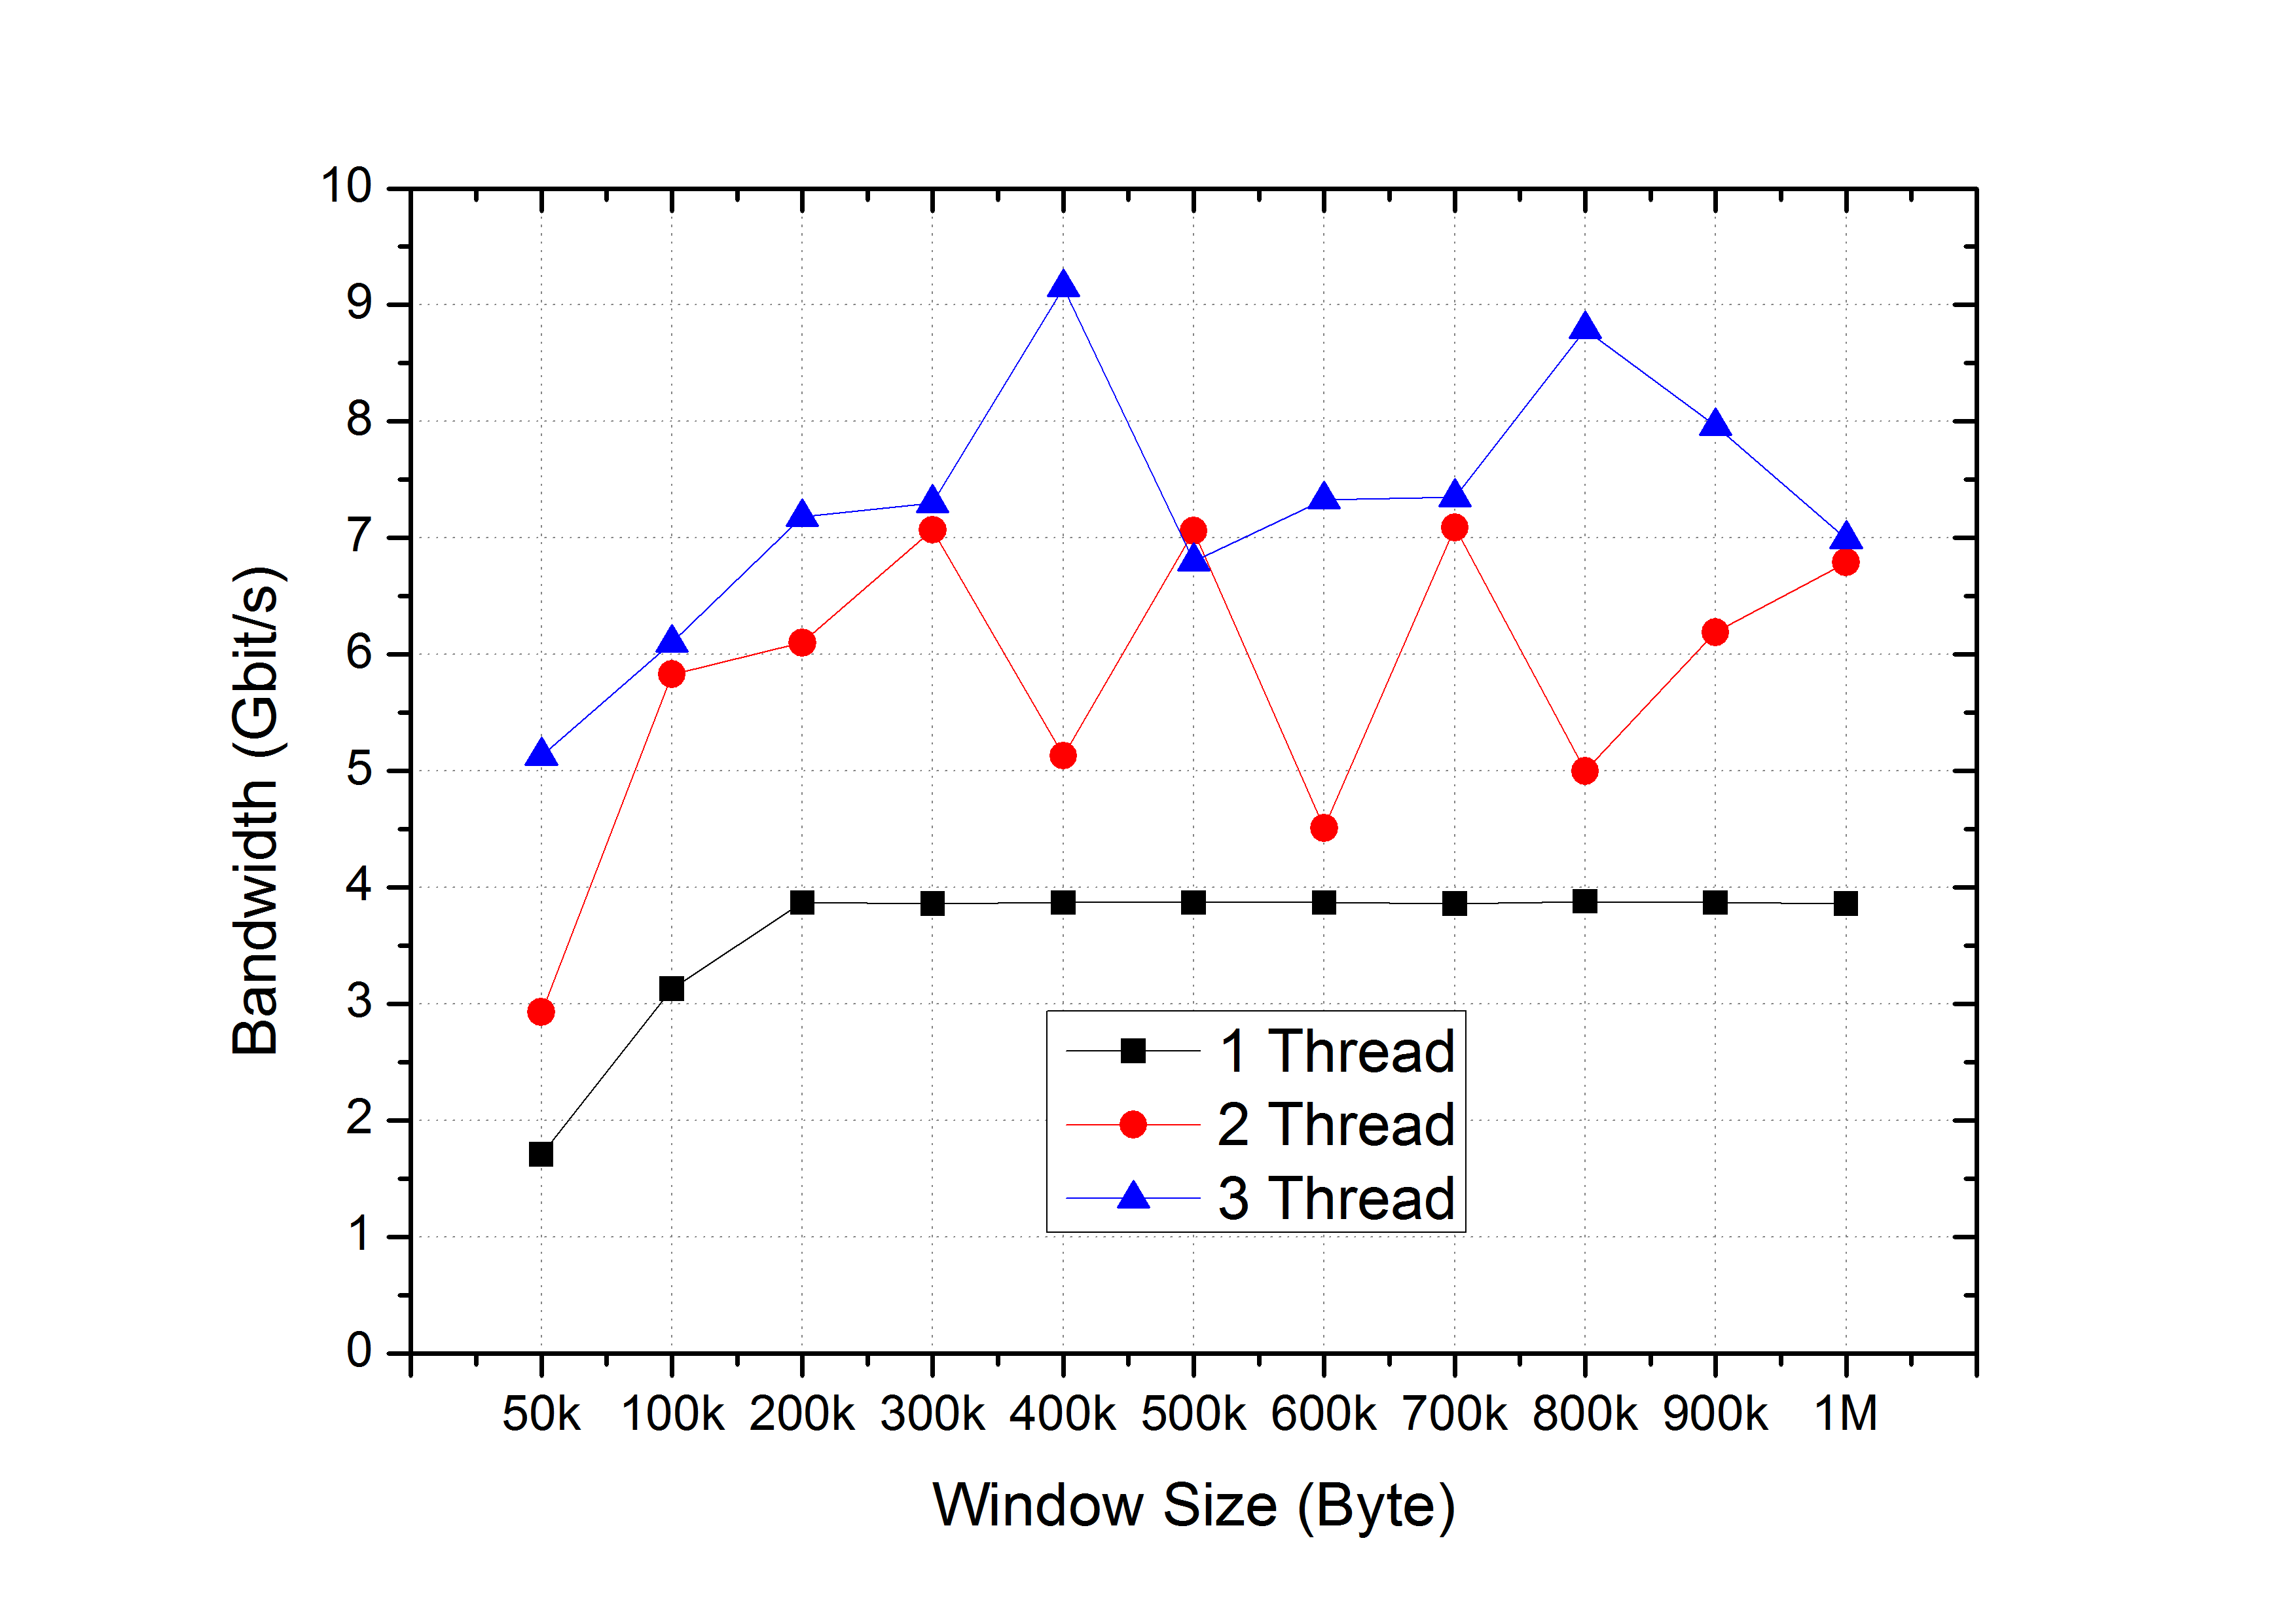 10
9
8
7
6
5
4
3
2
1
0
Bandwidth (Gbit/s)
1 Thread
2 Thread
3 Thread
50k 100k 200k 300k 400k 500k 600k 700k 800k 900k 1M
Window Size (Byte)